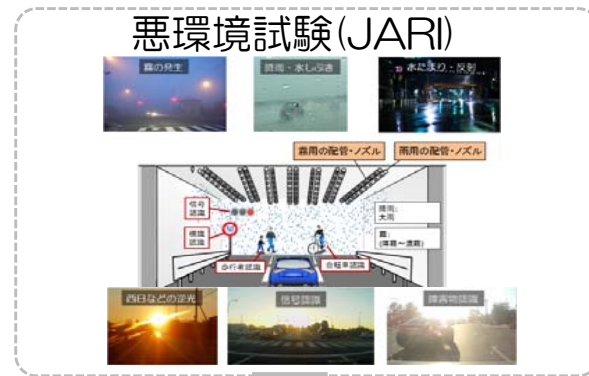 悪環境試験(JARI)
霧の発生
降雨・水しぶき
水たまり・反射
霧用の配管・ノズル
雨用の配管・ノズル
信号
認識
標識
認識
歩行者認識
自転車認識
降雨:
大雨
霧:
(薄霧~濃霧)
西日などの逆光
信号認識
障害物認識